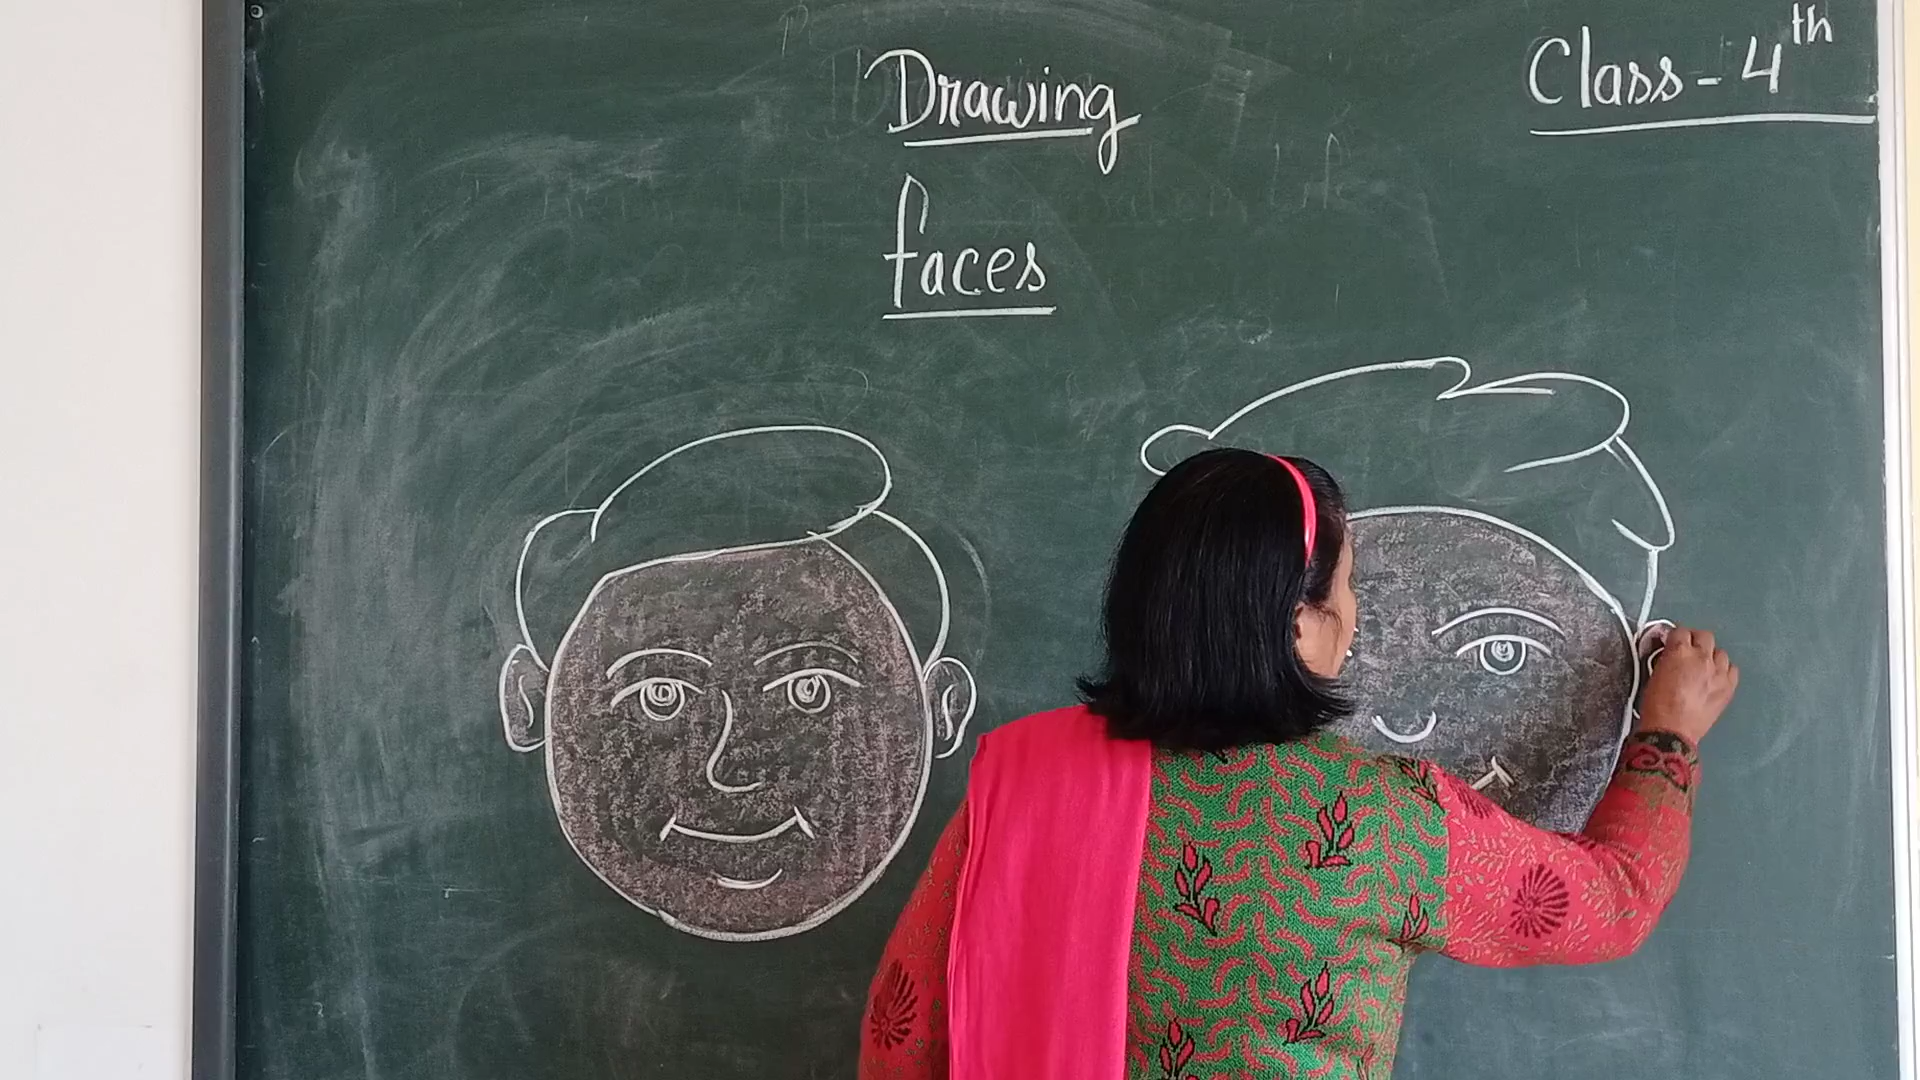 Drawing
Class - 4th
faces